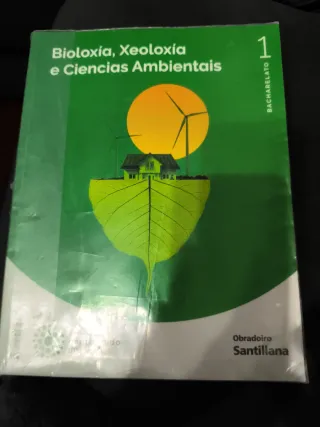 Bioloxía, Xeoloxía
e Ciencias Ambientais
1
BACHARELATO
Obradoiro
Santillana